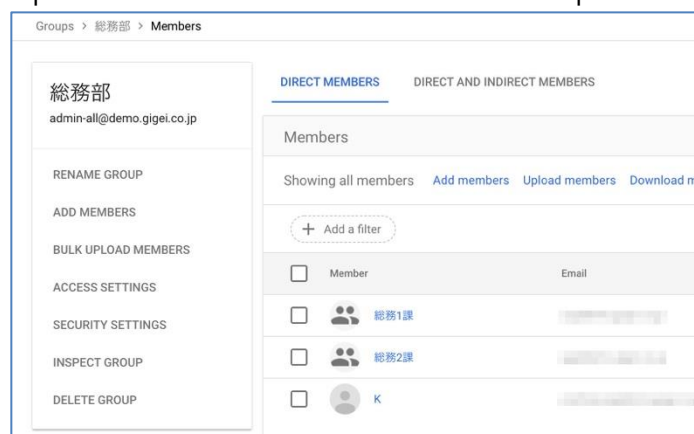 Groups > 総務部 > Members
総務部
admin-all@demo.gigei.co.jp
RENAME GROUP
ADD MEMBERS
BULK UPLOAD MEMBERS
ACCESS SETTINGS
SECURITY SETTINGS
INSPECT GROUP
DELETE GROUP
DIRECT MEMBERS DIRECT AND INDIRECT MEMBERS
Members
Showing all members Add members Upload members Download
+ Add a filter
Member Email
総務1課
総務2課
K